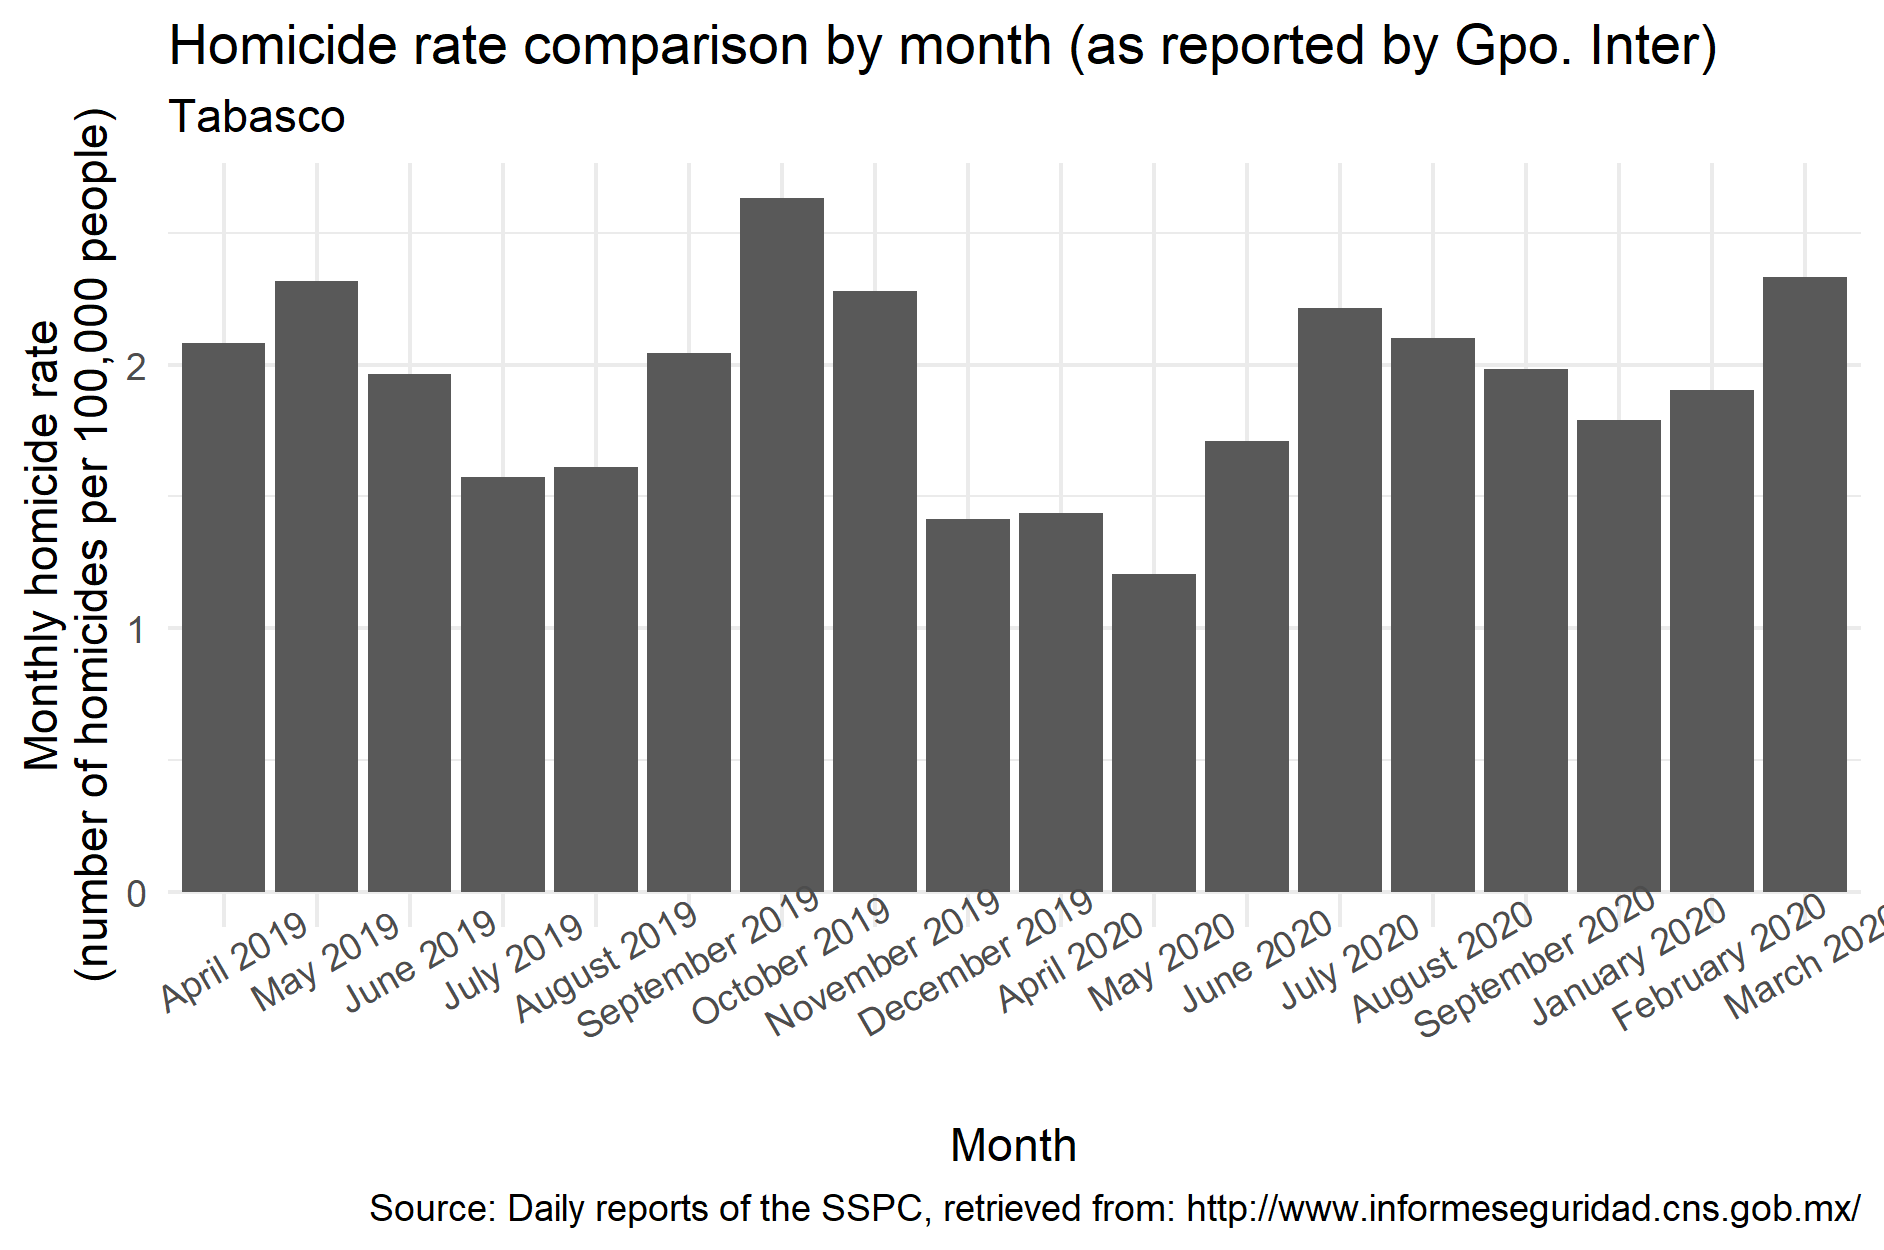 Homicide rate comparison by month (as reported by Gpo. Inter)
Tabasco
Monthly homicide rate
(number of homicides per 100,000 people)
2
1
0
April 2019
May 2019
June 2019
July 2019
August 2019
September 2019
October 2019
November 2019
December 2019
April 2020
May 2020
June 2020
July 2020
August 2020
September 2020
January 2020
February 2020
March 2020
Month
Source: Daily reports of the SSPC, retrieved from: http://www.informeseguridad.cns.gob.mx/